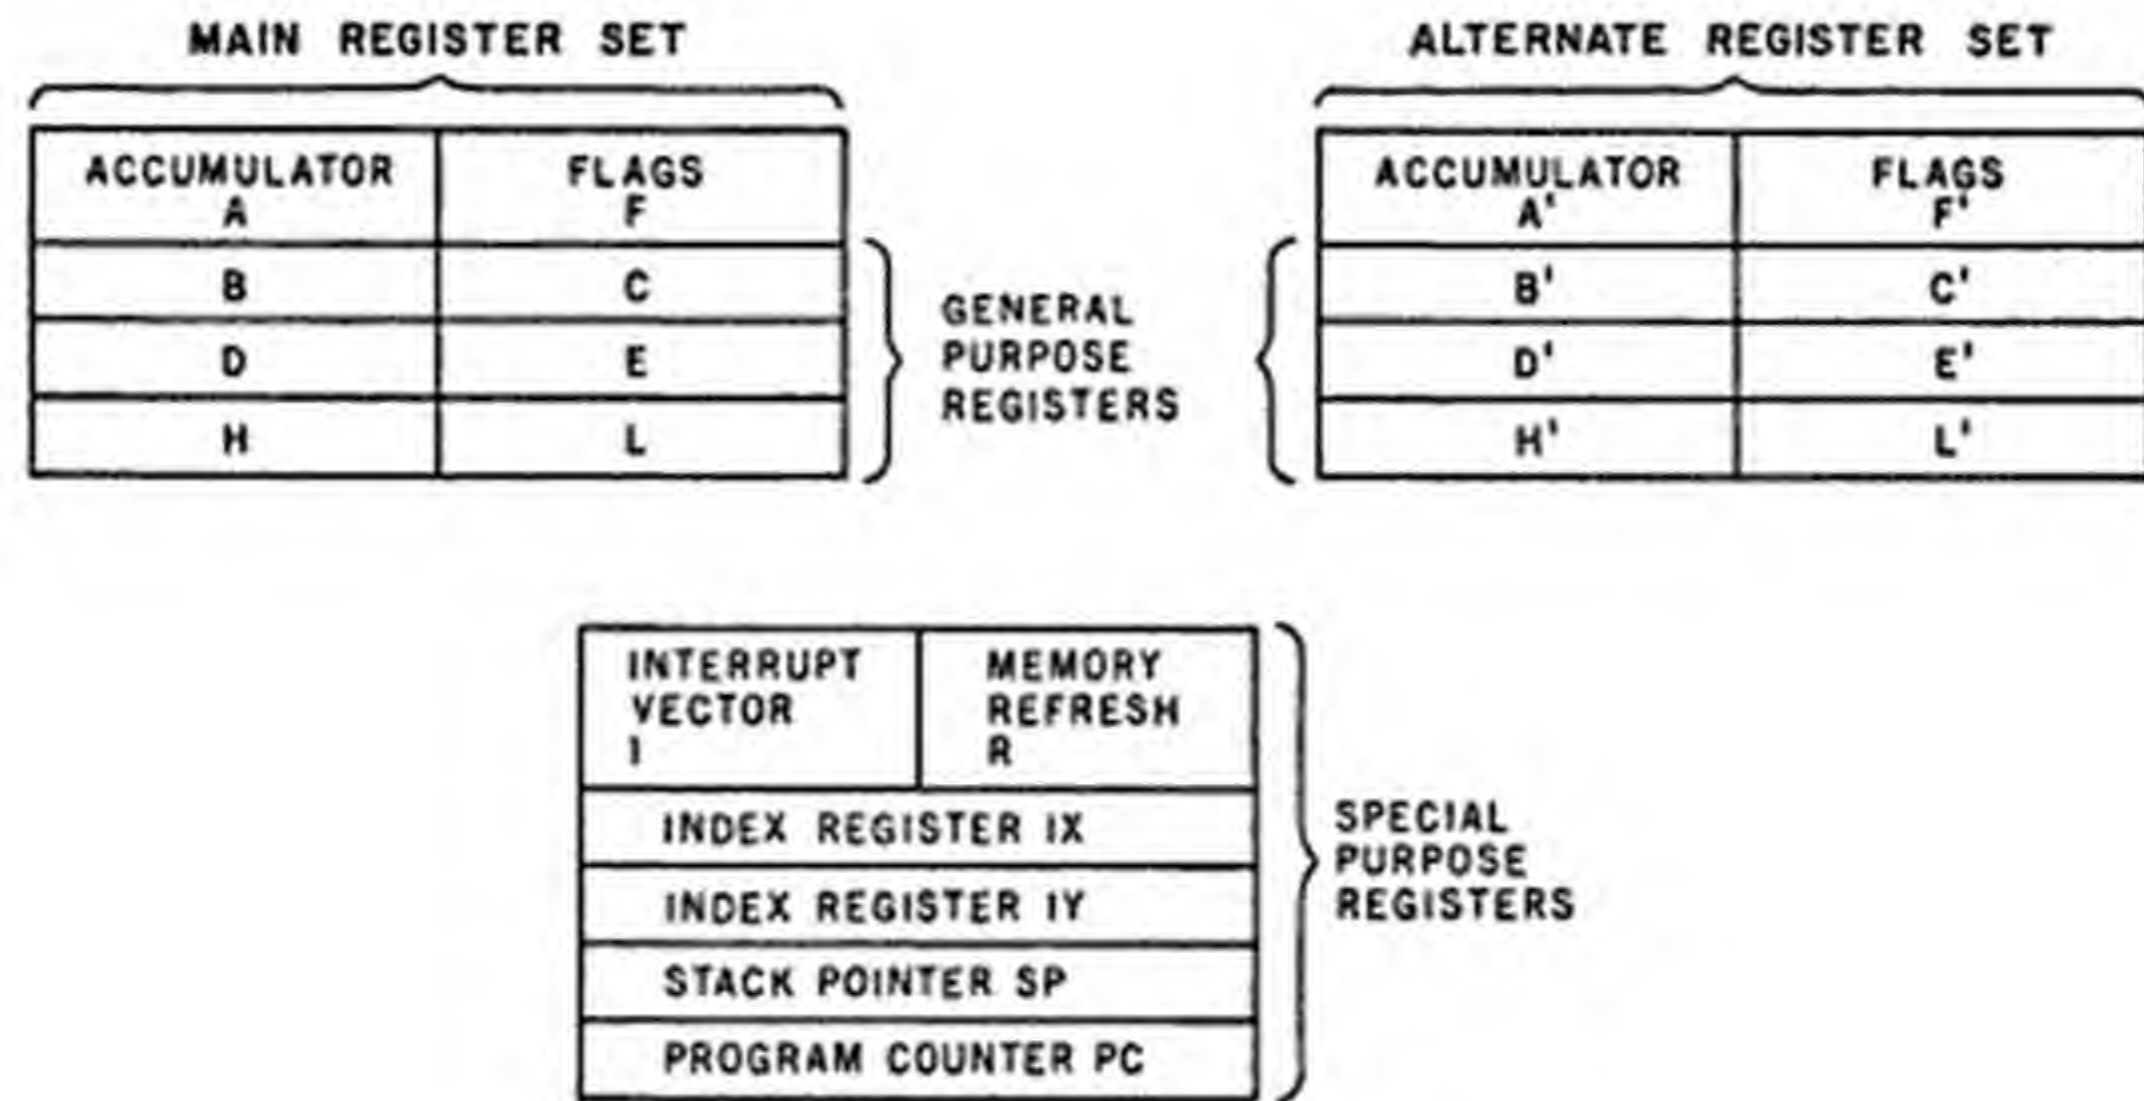 MAIN REGISTER SET
ALTERNATE REGISTER SET
ACCUMULATOR
A
FLAGS
F
B
C
D
E
H
L
GENERAL
PURPOSE
REGISTERS
ACCUMULATOR
A'
FLAGS
F'
B'
C'
D'
E'
H'
L'
INTERRUPT
VECTOR
I
MEMORY
REFRESH
R
INDEX REGISTER IX
INDEX REGISTER IY
STACK POINTER SP
PROGRAM COUNTER PC
SPECIAL
PURPOSE
REGISTERS